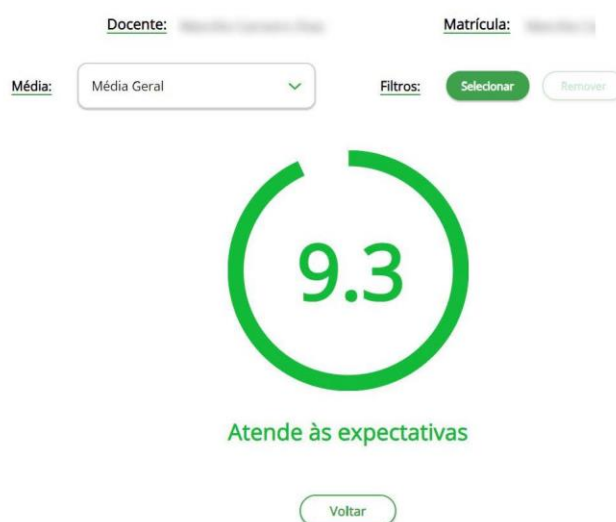 Docente: Matrícula:
Média: Média Geral Filtros: Selecionar Remover
9.3
Atende às expectativas
Voltar